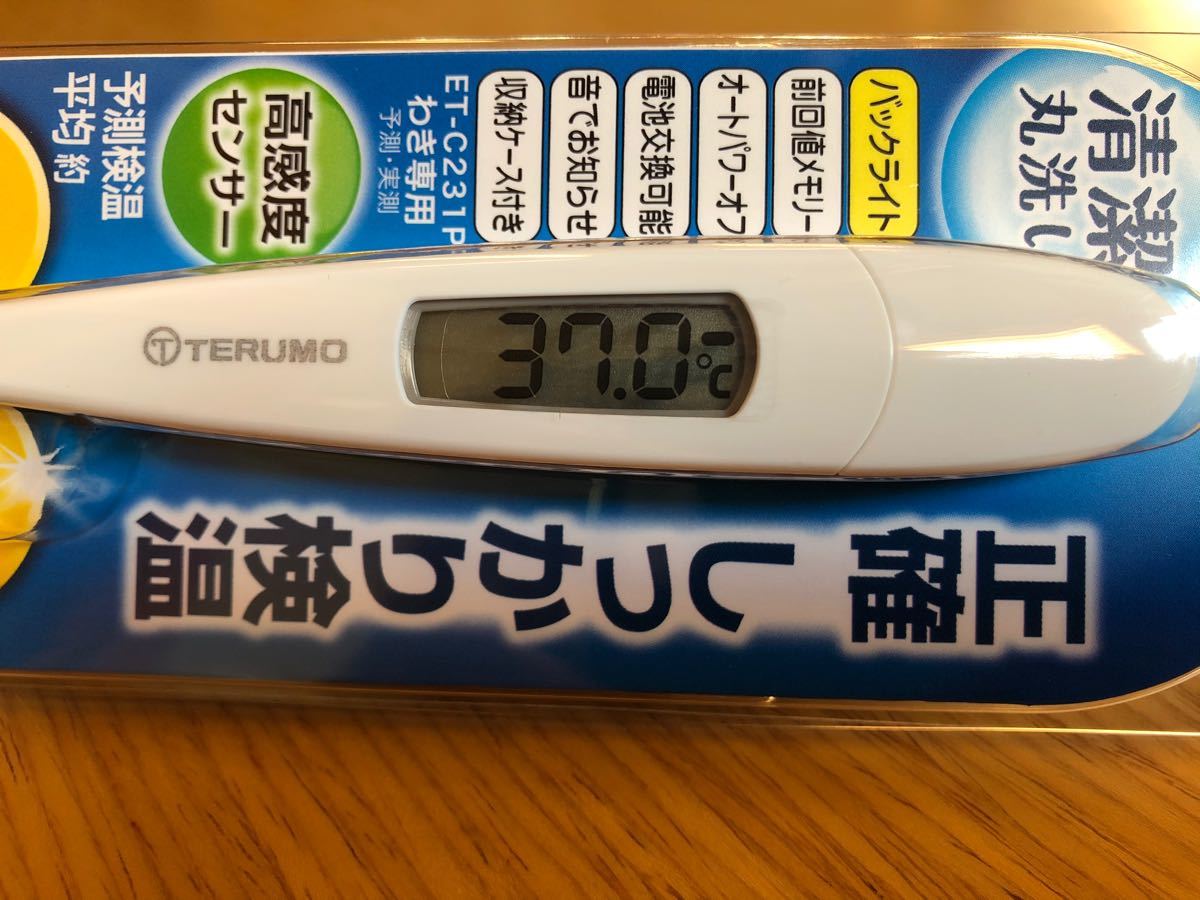 清潔
丸洗い
バックライト
前回値メモリー
オートパワーオフ
電池交換可能
音でお知らせ
収納ケース付き
ET-C231P
わき専用
予測・実測
高感度
センサー
予測検温
平均 約
TERUMO
37.0℃
正確 しっかり検温